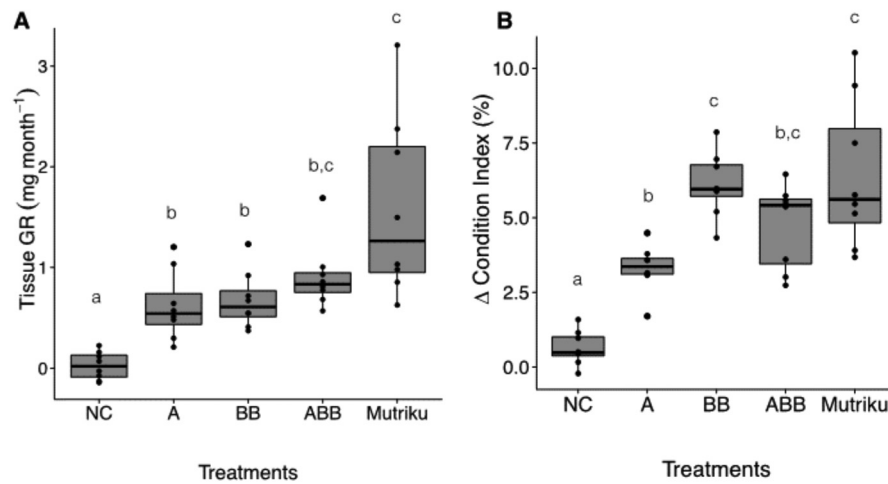 A
Tissue GR (mg month⁻¹)
3
2
1
0
a
b
b
b,c
c
NC A BB ABB Mutriku
Treatments
B
Δ Condition Index (%)
10.0
7.5
5.0
2.5
0.0
a
b
c
b,c
c
NC A BB ABB Mutriku
Treatments